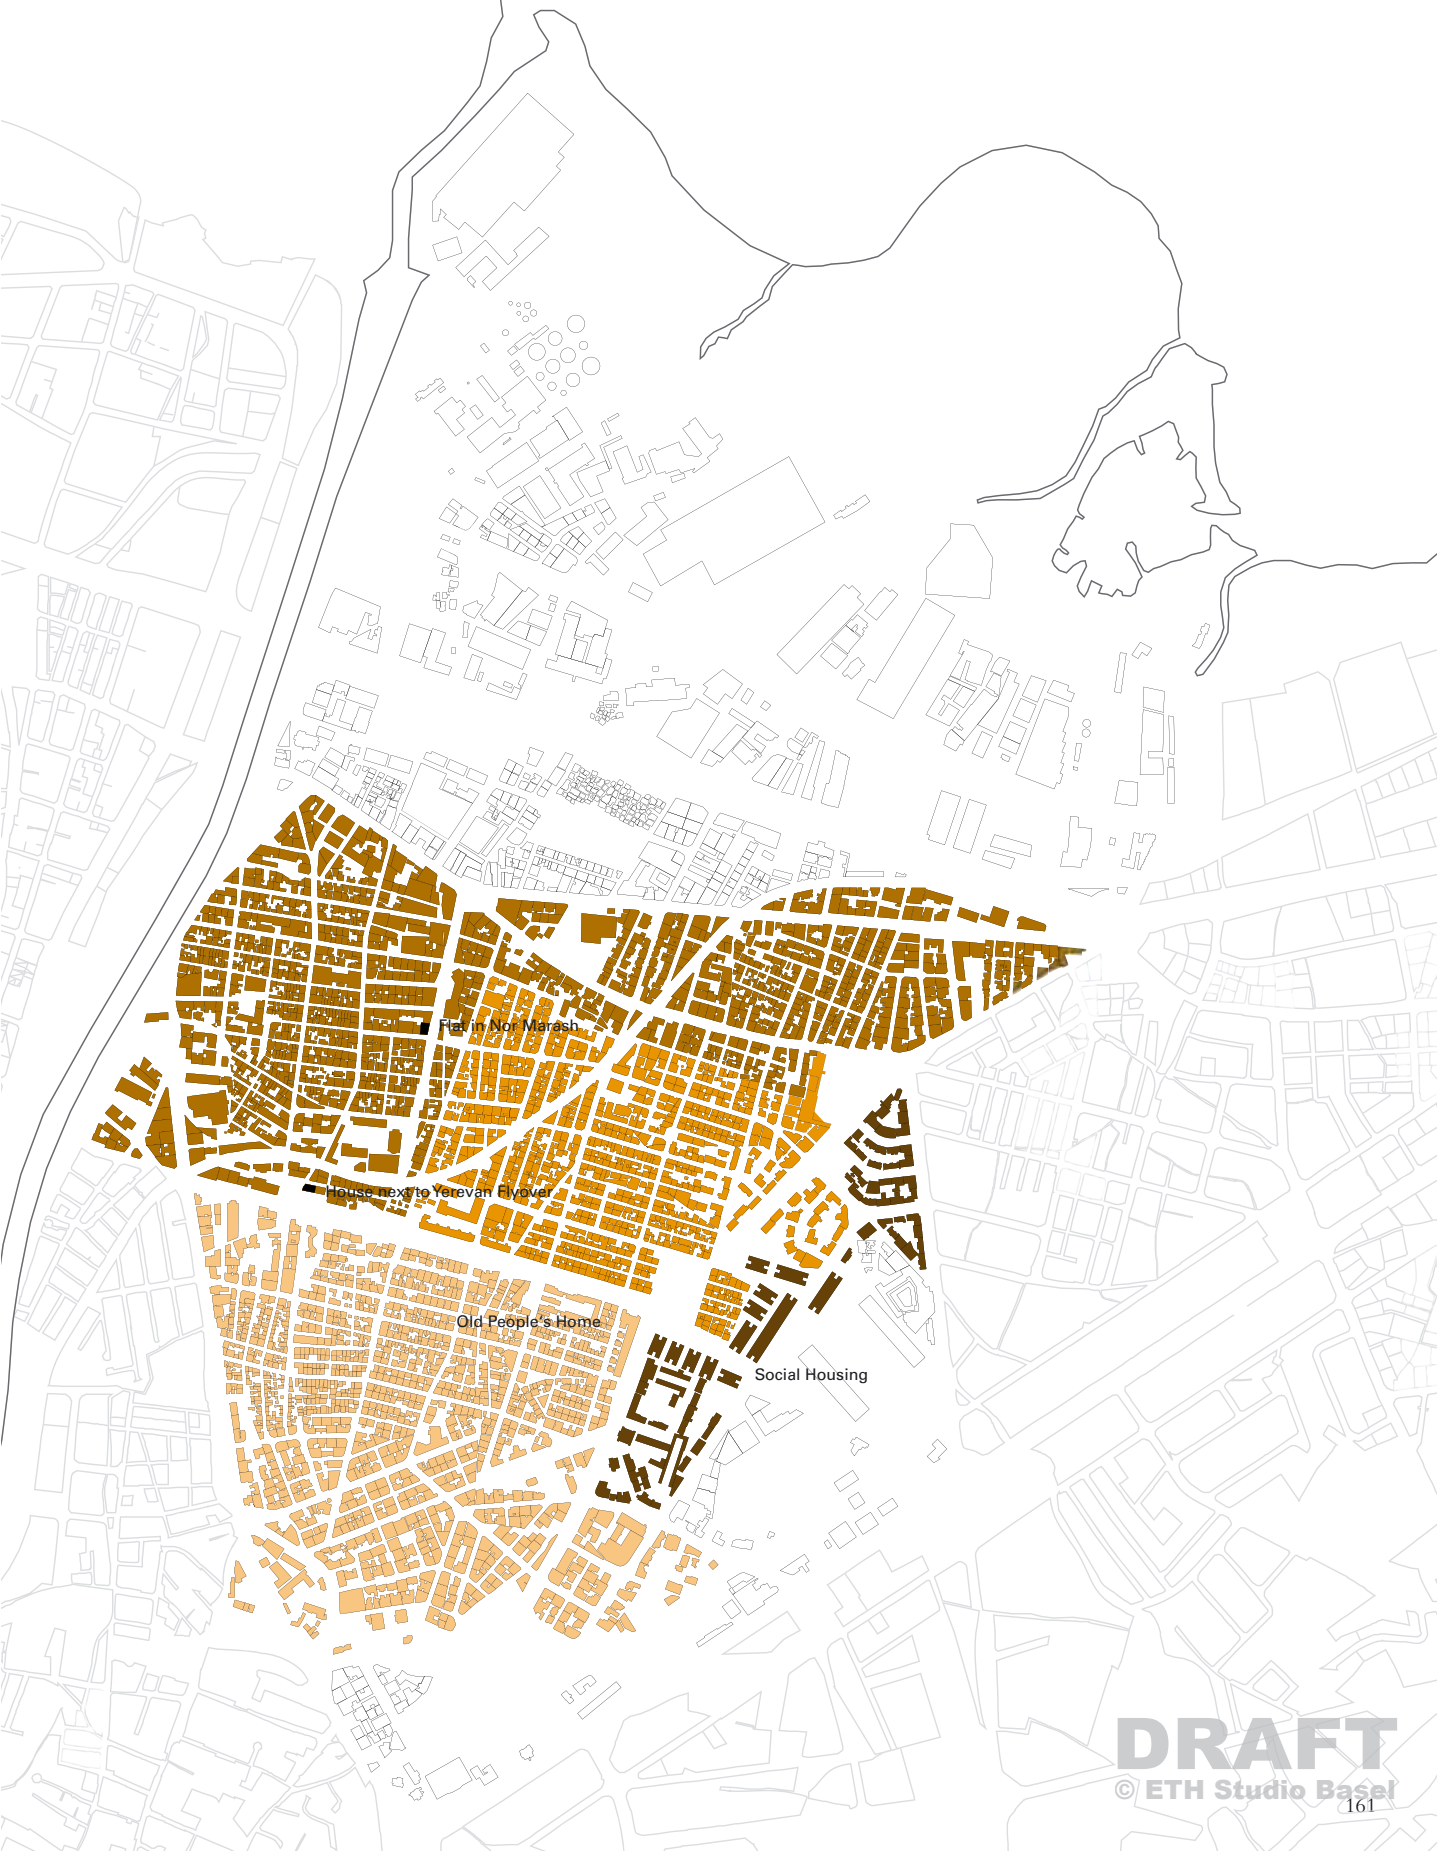 Flat in Nor Marash
House next to Yerevan Flyover
Old People's Home
Social Housing
DRAFT
© ETH Studio Basel
161